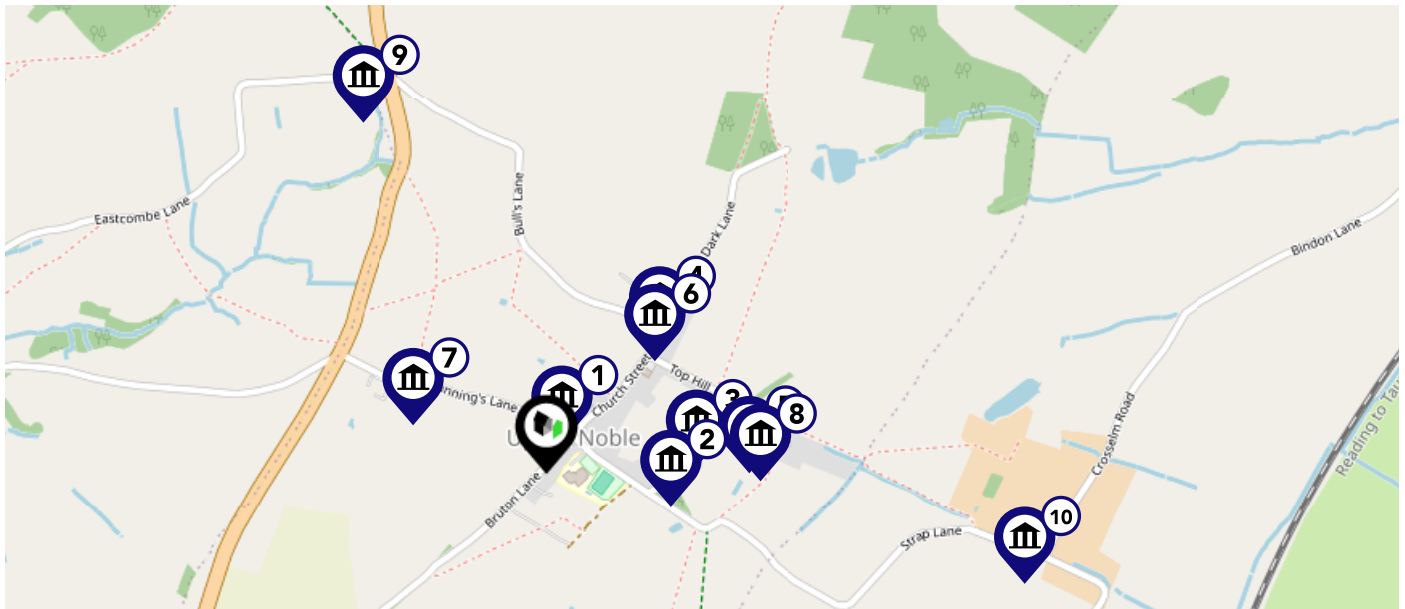 9
Eastcombe Lane
Bull's Lane
Dark Lane
Bindon Lane
4
6
7
1
Top Hill
Church Street
3
8
2
Noble
Crosselm Road
Reading to
Bruton Lane
10
Strap Lane